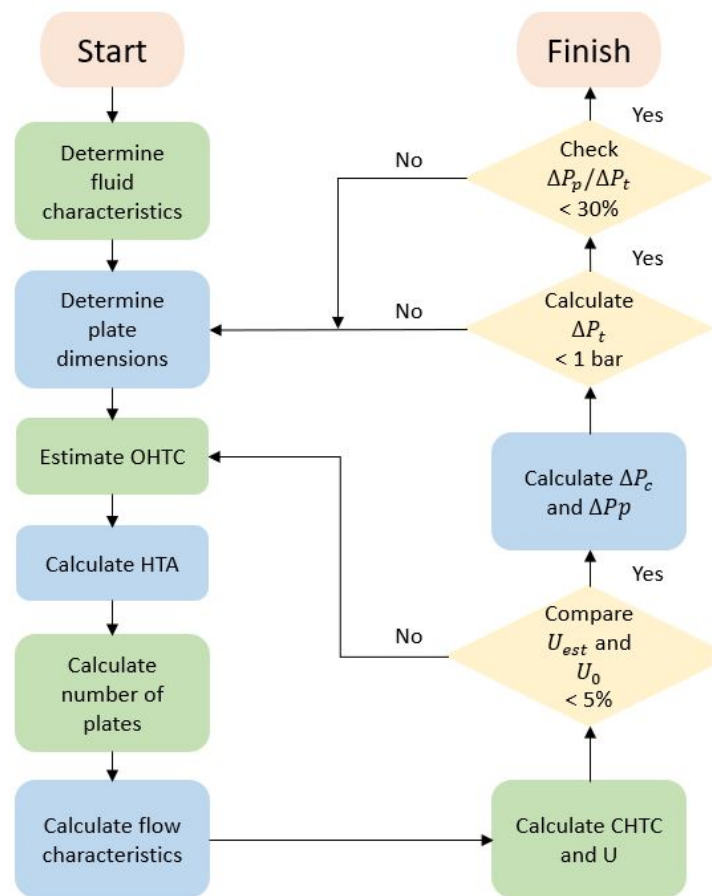 Start
Determine
fluid
characteristics
Determine
plate
dimensions
Estimate OHTC
Calculate HTA
Calculate
number of
plates
Calculate flow
characteristics
Calculate CHTC
and U
Compare
U_est and
U_0
< 5%
No
Yes
Calculate ΔP_c
and ΔPp
Calculate
ΔP_t
< 1 bar
No
Yes
Check
ΔP_p/ΔP_t
< 30%
No
Yes
Finish